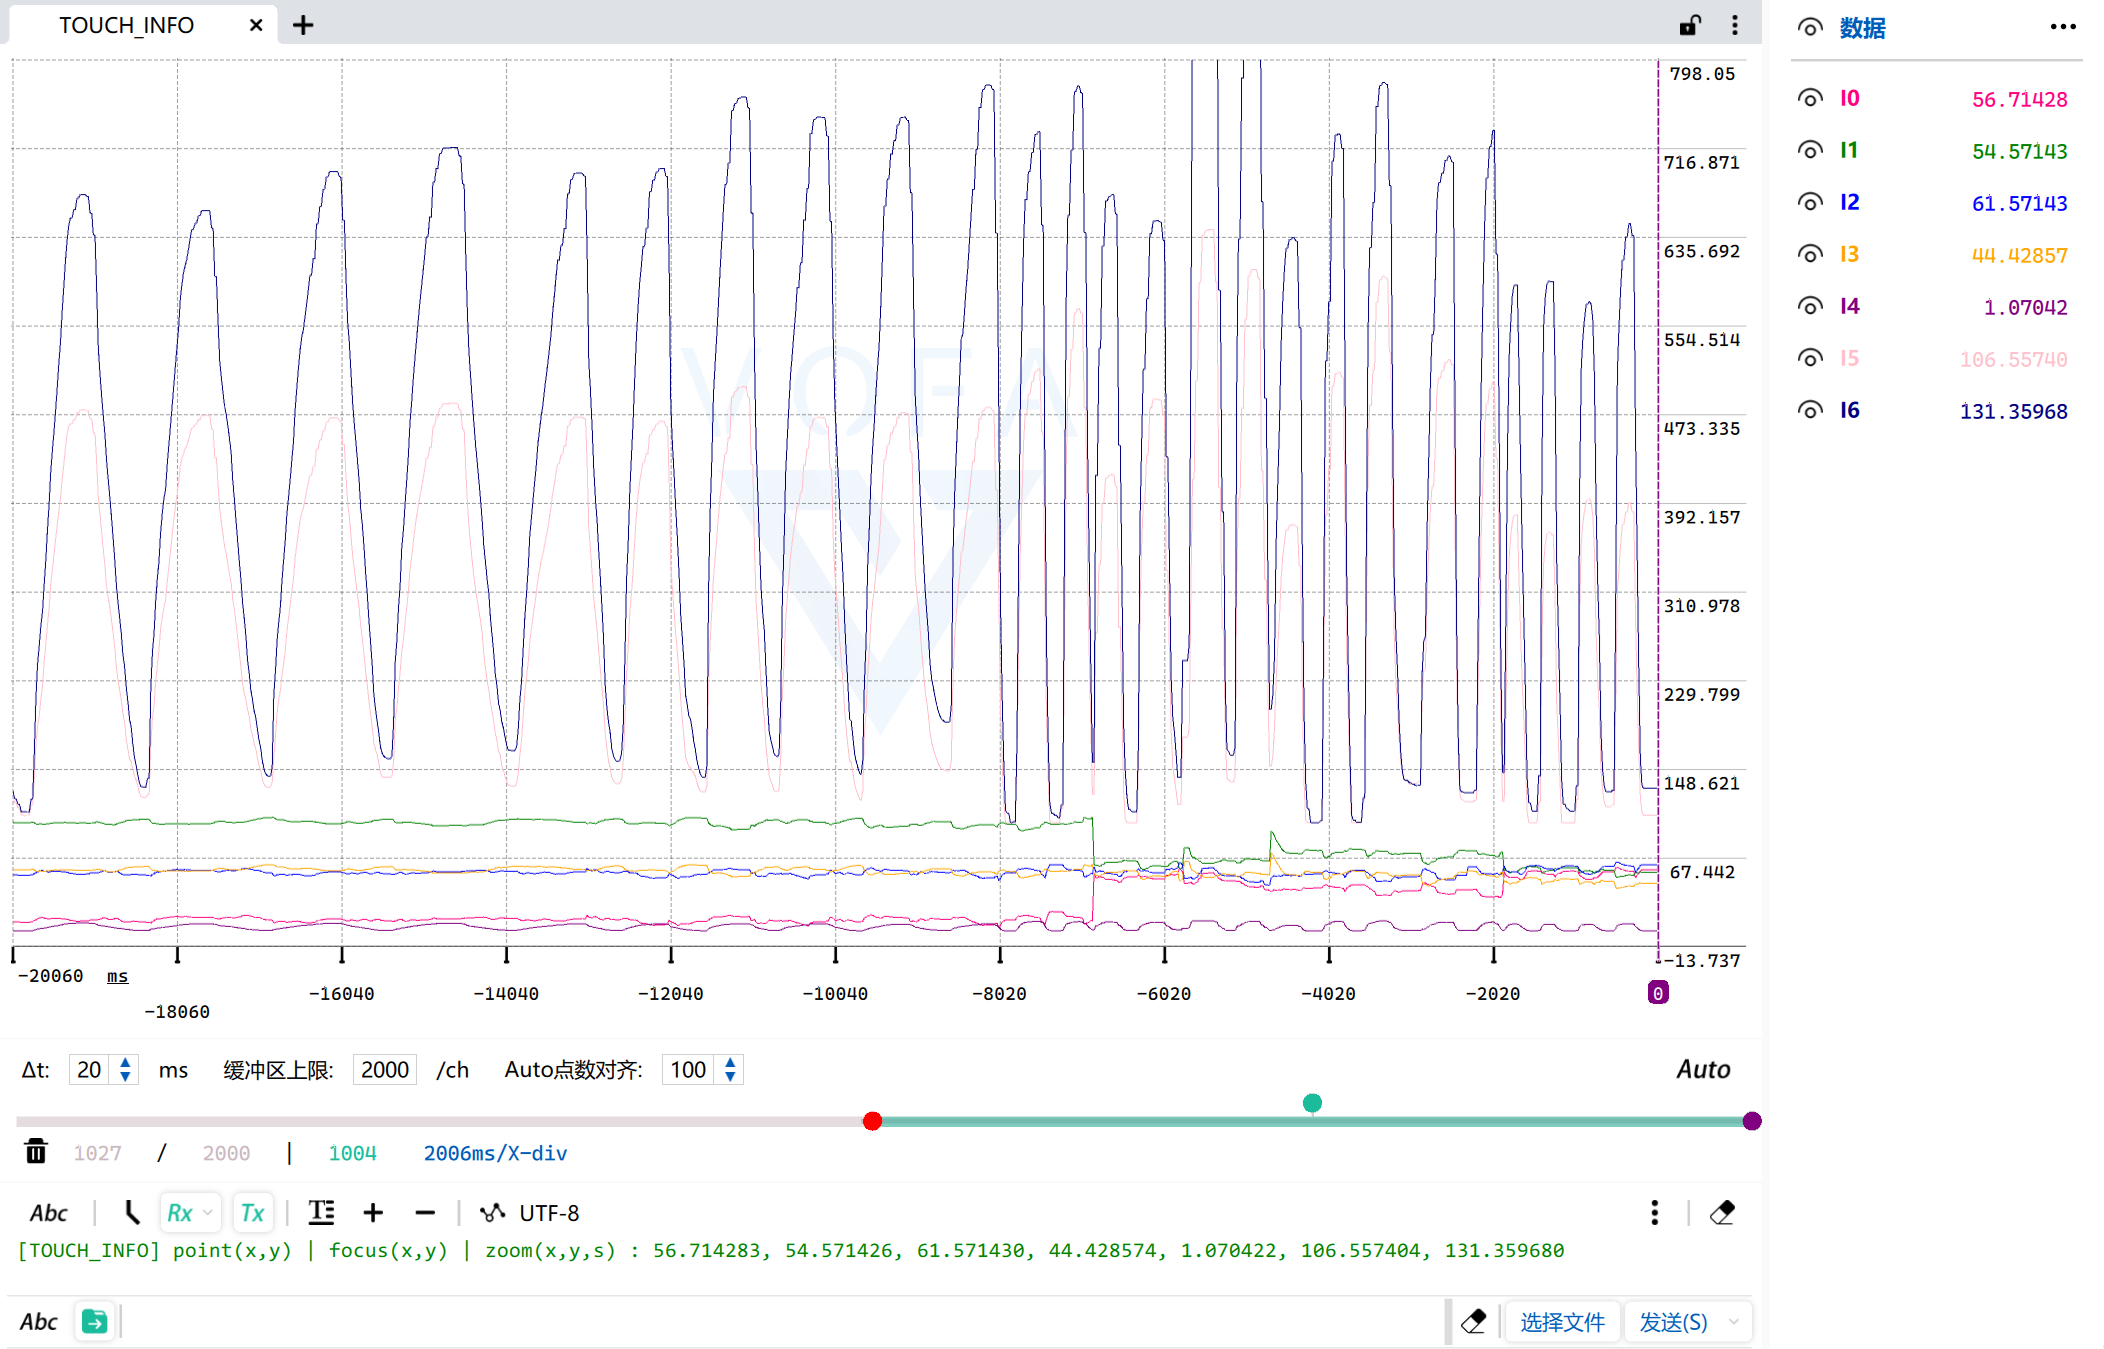 TOUCH_INFO
数据
I0 56.71428
I1 54.57143
I2 61.57143
I3 44.42857
I4 1.07042
I5 106.55740
I6 131.35968
VOFA
798.05
716.871
635.692
554.514
473.335
392.157
310.978
229.799
148.621
67.442
-13.737
-20060 ms
-18060
-16040
-14040
-12040
-10040
-8020
-6020
-4020
-2020
0
Δt: 20 ms 缓冲区上限: 2000 /ch Auto点数对齐: 100 Auto
1027 / 2000 | 1004 2006ms/X-div
Abc | Rx Tx | UTF-8
[TOUCH_INFO] point(x,y) | focus(x,y) | zoom(x,y,s) : 56.714283, 54.571426, 61.571430, 44.428574, 1.070422, 106.557404, 131.359680
Abc 选择文件 发送(S)